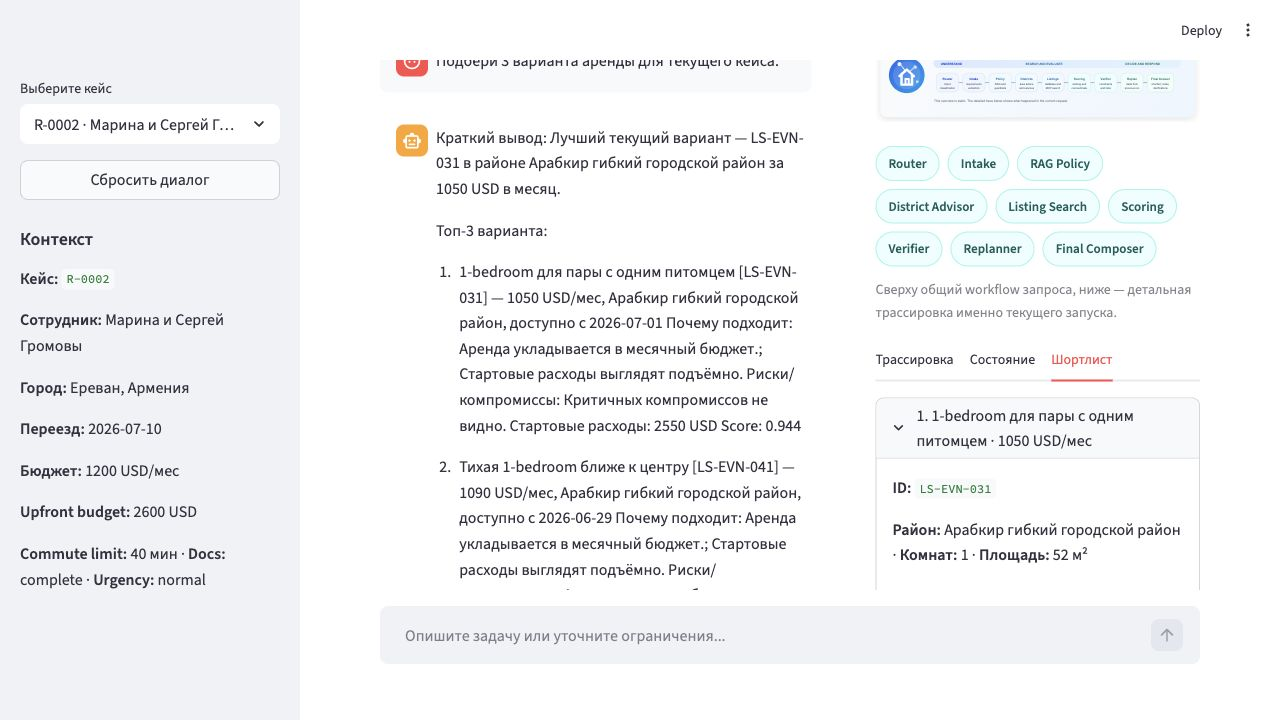 Deploy
Выберите кейс
R-0002 · Марина и Сергей Г…
Сбросить диалог
Контекст
Кейс: R-0002
Сотрудник: Марина и Сергей
Громовы
Город: Ереван, Армения
Переезд: 2026-07-10
Бюджет: 1200 USD/мес
Upfront budget: 2600 USD
Commute limit: 40 мин · Docs:
complete · Urgency: normal
Подбери 3 варианта аренды для текущего кейса.
Краткий вывод: Лучший текущий вариант — LS-EVN-
031 в районе Арабкир гибкий городской район за
1050 USD в месяц.
Топ-3 варианта:
1. 1-bedroom для пары с одним питомцем [LS-EVN-
031] — 1050 USD/мес, Арабкир гибкий городской
район, доступно с 2026-07-01 Почему подходит:
Аренда укладывается в месячный бюджет.;
Стартовые расходы выглядят подъёмно. Риски/
компромиссы: Критичных компромиссов не
видно. Стартовые расходы: 2550 USD Score: 0.944
2. Тихая 1-bedroom ближе к центру [LS-EVN-041] —
1090 USD/мес, Арабкир гибкий городской район,
доступно с 2026-06-29 Почему подходит: Аренда
укладывается в месячный бюджет.; Стартовые
расходы выглядят подъёмно. Риски/
Опишите задачу или уточните ограничения...
Router
Intake
RAG Policy
District Advisor
Listing Search
Scoring
Verifier
Replanner
Final Composer
Сверху общий workflow запроса, ниже — детальная
трассировка именно текущего запуска.
Трассировка
Состояние
Шортлист
1. 1-bedroom для пары с одним
питомцем · 1050 USD/мес
ID: LS-EVN-031
Район: Арабкир гибкий городской район
· Комнат: 1 · Площадь: 52 м²